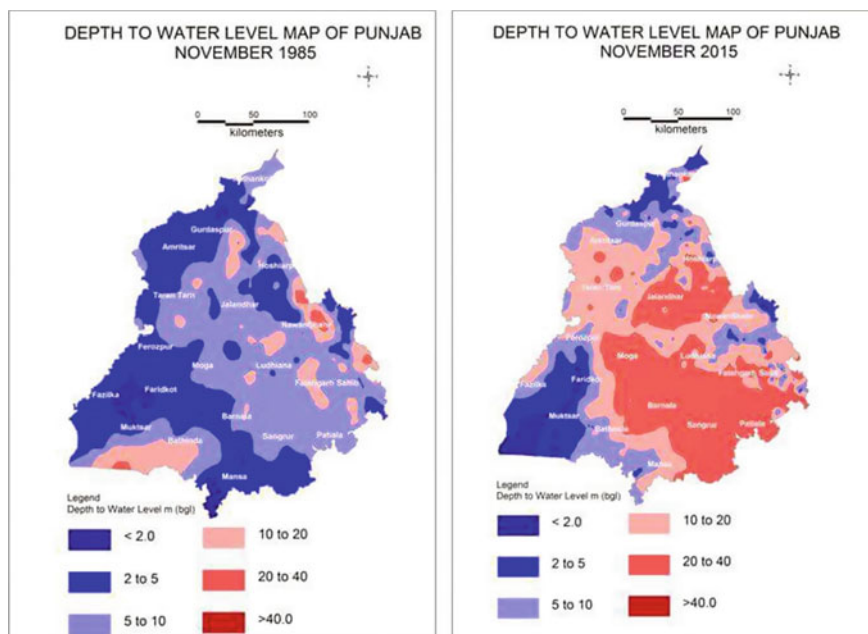 DEPTH TO WATER LEVEL MAP OF PUNJAB
NOVEMBER 1985
0 50 100
kilometers
Gurdaspur
Amritsar
Hoshiarp
Taran Tarn
Jalandhar
NawanShahr
Ferozpur
Moga
Ludhiana
Fazilka
Faridkot
Fatehgarh Sahib
Muktsar
Barnala
Bathinda
Sangrur
Patiala
Mansa
Legend
Depth to Water Level m (bgl)
< 2.0
10 to 20
2 to 5
20 to 40
5 to 10
>40.0
DEPTH TO WATER LEVEL MAP OF PUNJAB
NOVEMBER 2015
0 50 100
kilometers
Gurdaspur
Amritsar
Hoshiarp
Taran Tarn
Jalandhar
NawanShahr
Ferozpur
Moga
Ludhiana
Fazilka
Faridkot
Fatehgarh Sahib
Muktsar
Barnala
Bathinda
Sangrur
Patiala
Mansa
Legend
Depth to Water Level m (bgl)
< 2.0
10 to 20
2 to 5
20 to 40
5 to 10
>40.0